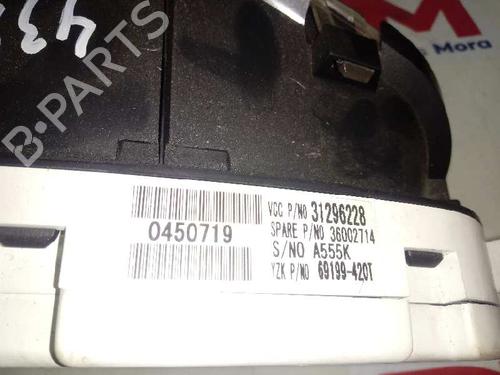 B-PARTS
Mora
0450719
VCC P/NO 31296228
SPARE P/NO 36002714
S/NO A555K
YZK P/NO 69199-420T